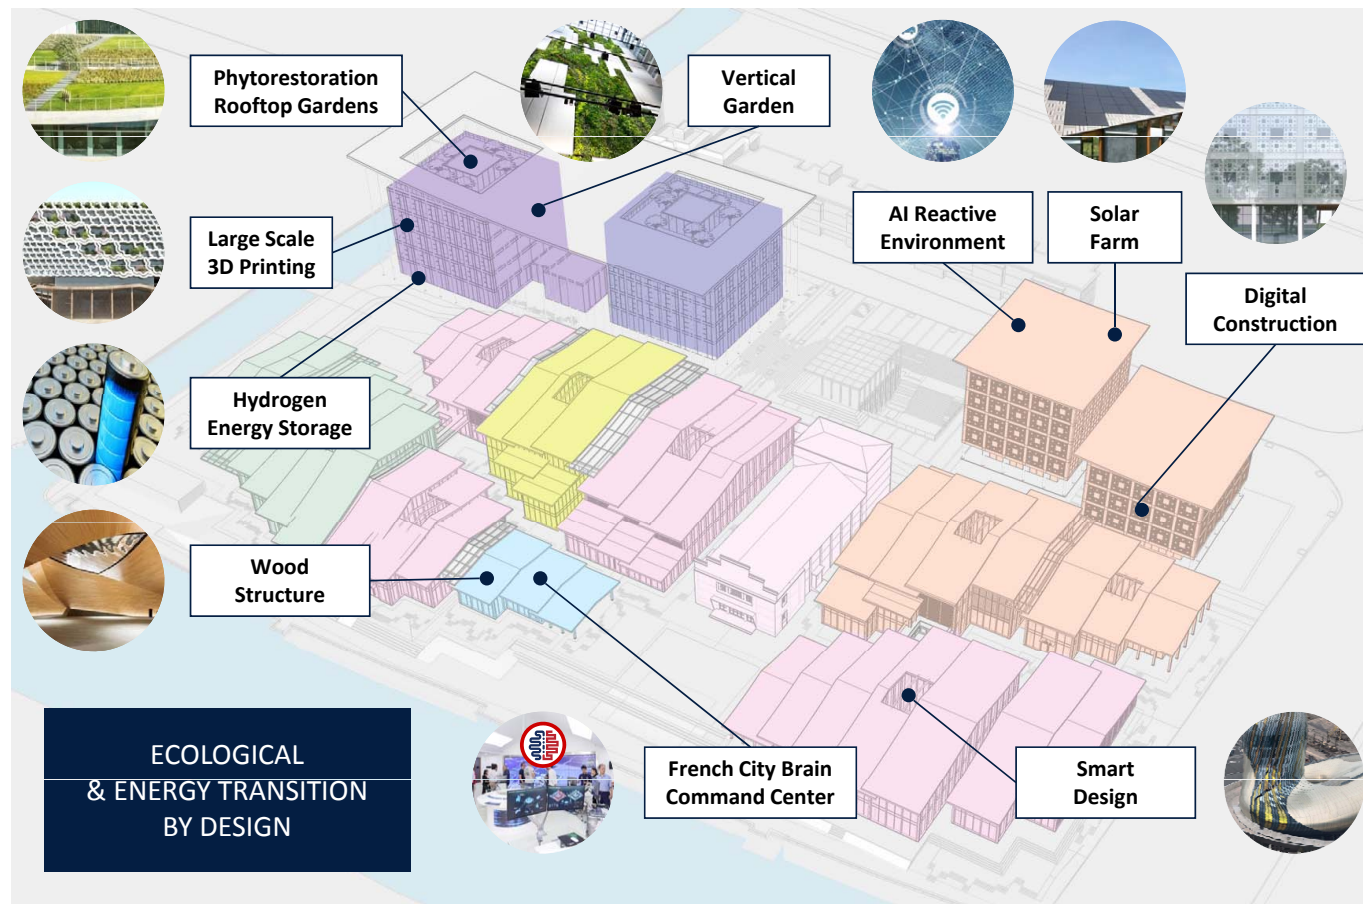 Phytorestoration
Rooftop Gardens
Vertical
Garden
AI Reactive
Environment
Solar
Farm
Large Scale
3D Printing
Digital
Construction
Hydrogen
Energy Storage
Wood
Structure
ECOLOGICAL
& ENERGY TRANSITION
BY DESIGN
French City Brain
Command Center
Smart
Design